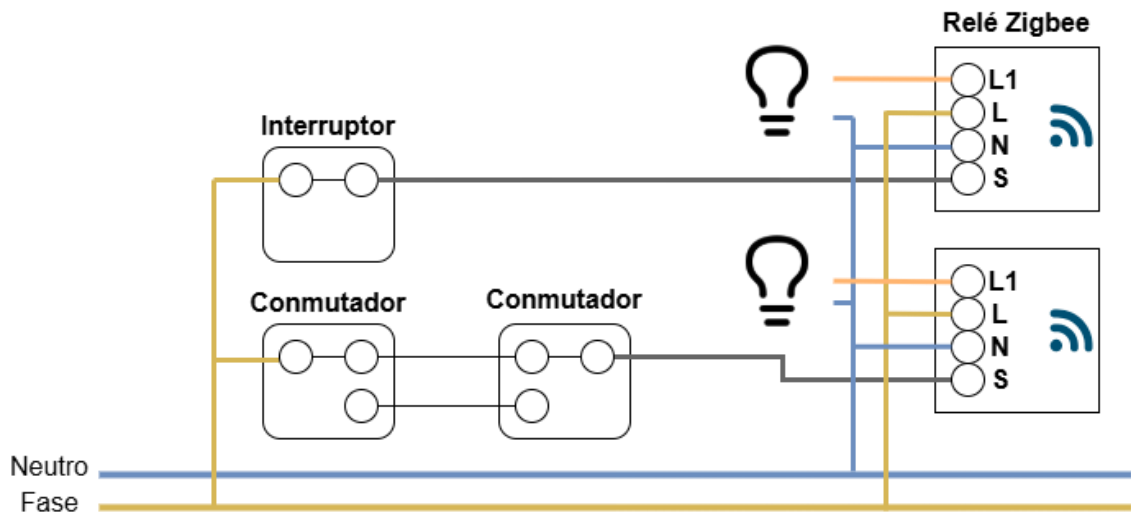 Relé Zigbee
L1
L
N
S
Interruptor
Conmutador
Conmutador
L1
L
N
S
Neutro
Fase